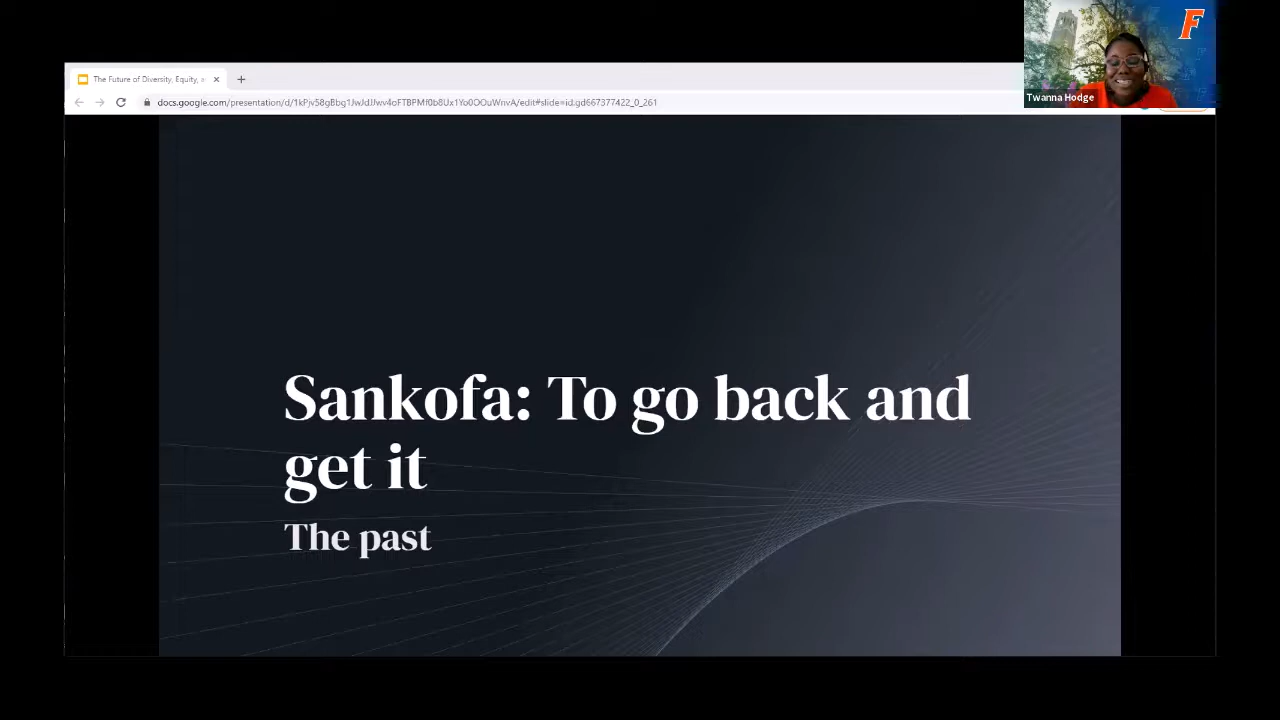 F
Twanna Hodge
The Future of Diversity, Equity, a
docs.google.com/presentation/d/1kPjv58gBVs2JwJHJwv4oFTBPMf0b8Ux1Yo0OOuWnvA/edit#slide=id.gd667377422_0_261
Sankofa: To go back and
get it
The past